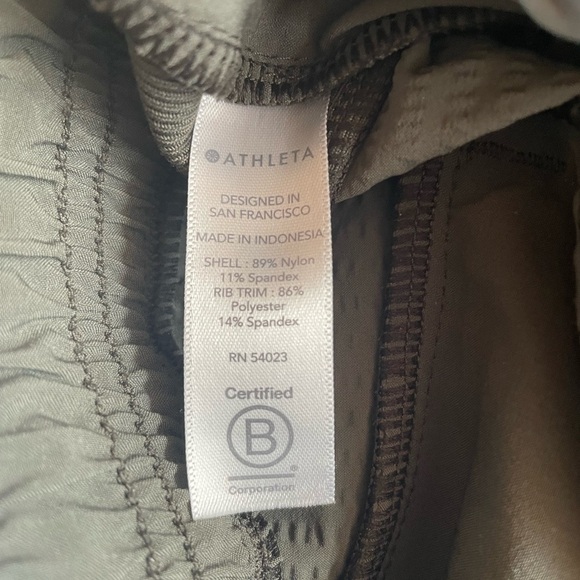 ATHLETA
DESIGNED IN
SAN FRANCISCO
MADE IN INDONESIA
SHELL : 89% Nylon
11% Spandex
RIB TRIM : 86%
Polyester
14% Spandex
RN 54023
Certified
B
Corporation